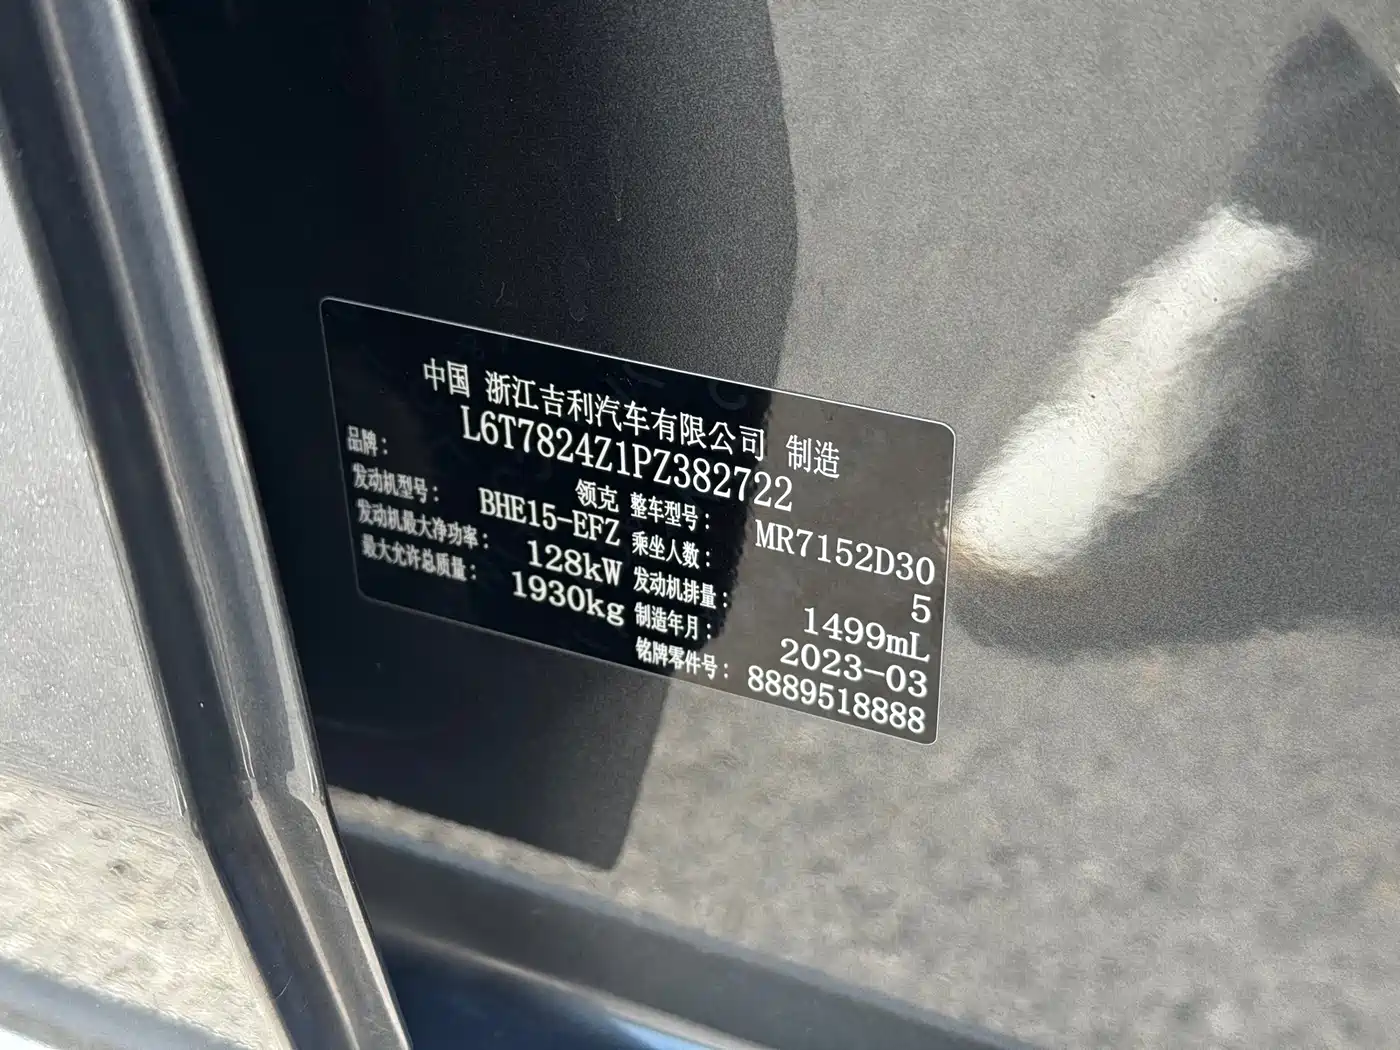 中国 浙江吉利汽车有限公司 制造
L6T7824Z1PZ382722
品牌： 领克 整车型号： MR7152D30
发动机型号： BHE15-EFZ 乘坐人数： 5
发动机最大净功率： 128kW 发动机排量： 1499mL
最大允许总质量： 1930kg 制造年月： 2023-03
铭牌零件号： 8889518888